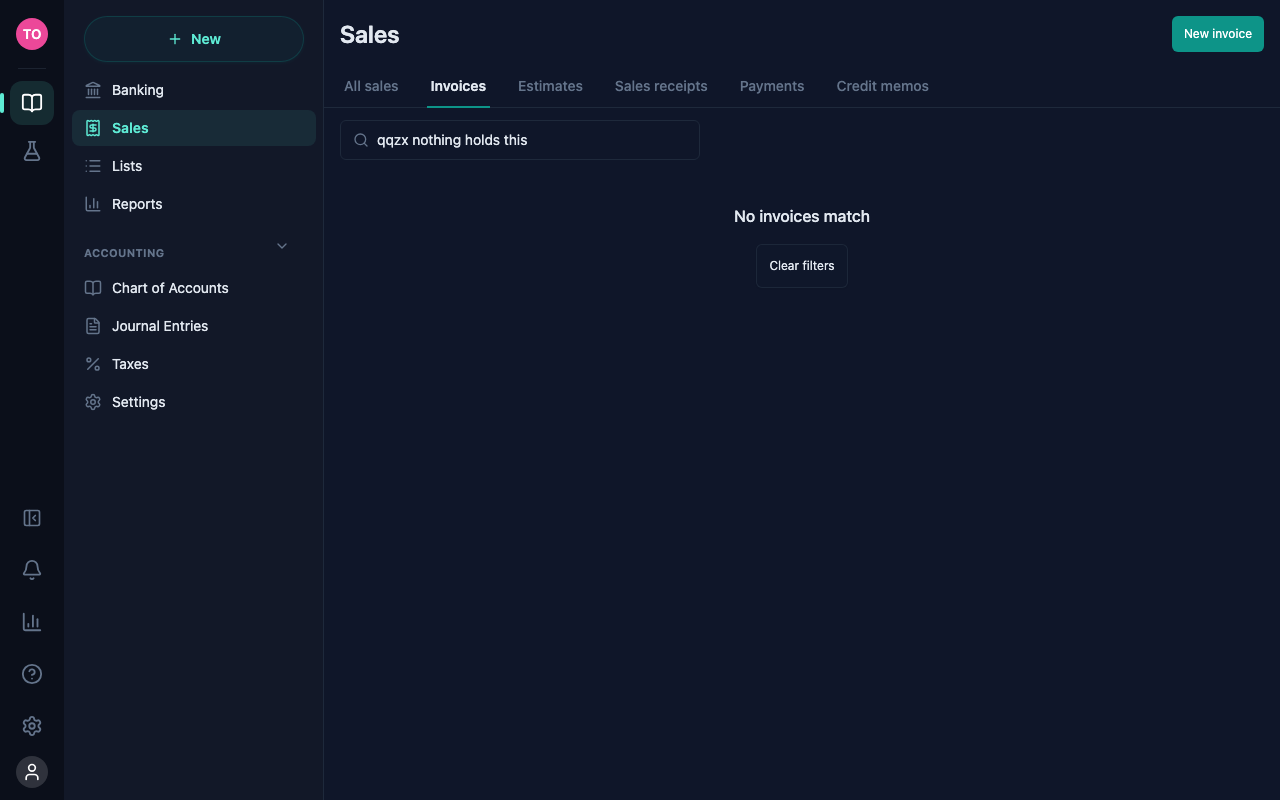 TO
New
Banking
Sales
Lists
Reports
ACCOUNTING
Chart of Accounts
Journal Entries
Taxes
Settings
Sales
New invoice
All sales
Invoices
Estimates
Sales receipts
Payments
Credit memos
qqzx nothing holds this
No invoices match
Clear filters